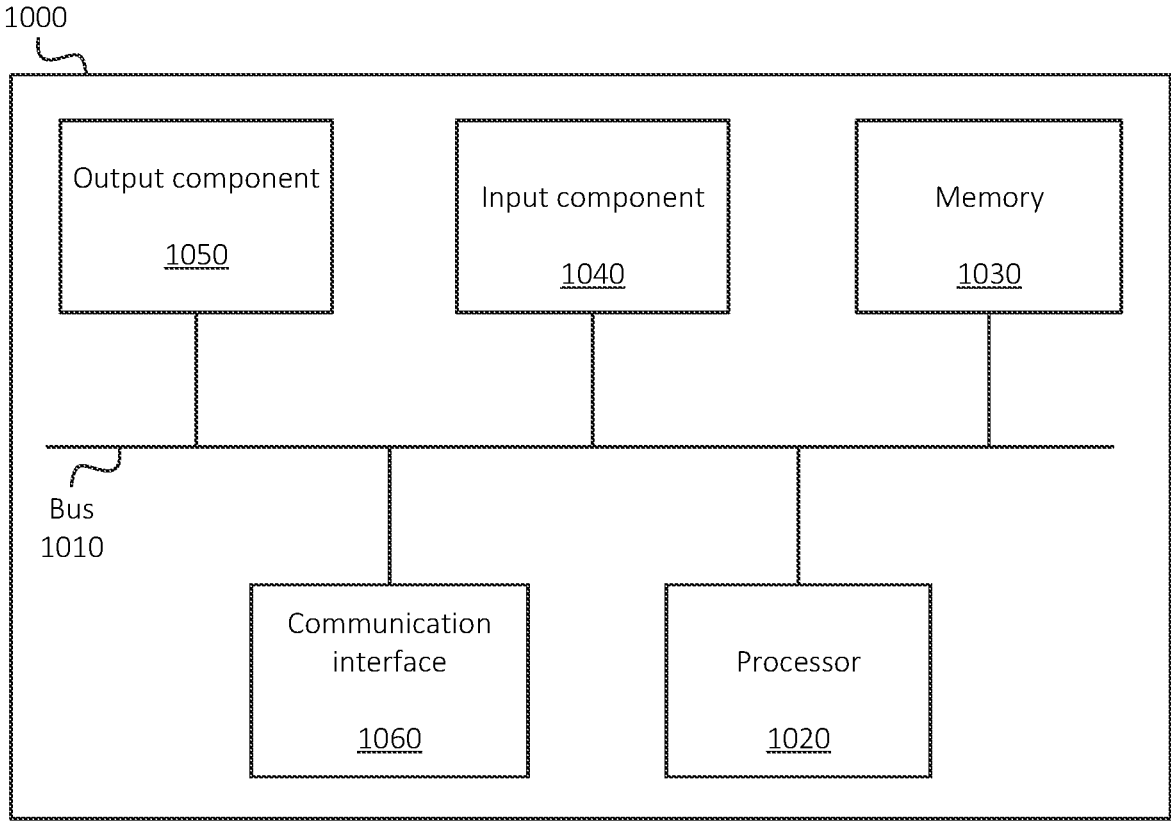 1000
Output component
1050
Input component
1040
Memory
1030
Bus
1010
Communication
interface
1060
Processor
1020